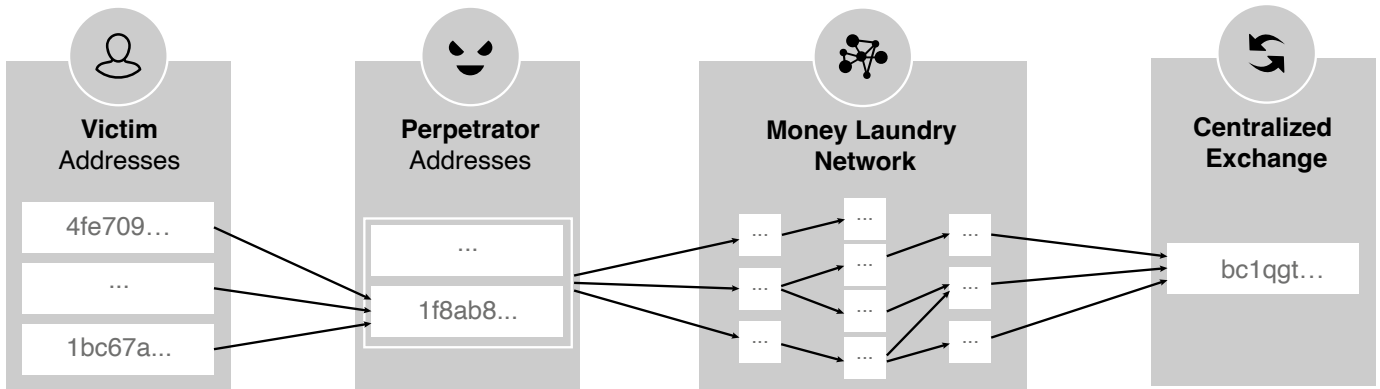 Victim
Addresses
4fe709...
...
1bc67a...
Perpetrator
Addresses
...
1f8ab8...
Money Laundry
Network
...
...
...
...
...
...
...
...
...
...
Centralized
Exchange
bc1qgt...